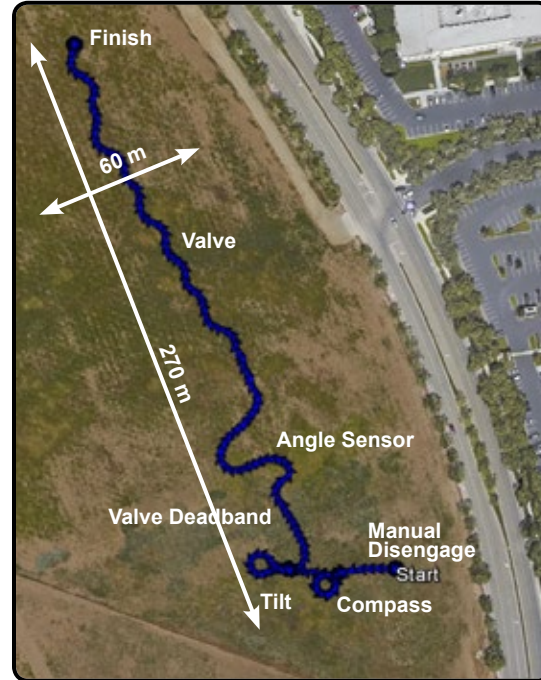 Finish
60 m
Valve
270 m
Angle Sensor
Valve Deadband
Manual
Disengage
Start
Tilt
Compass